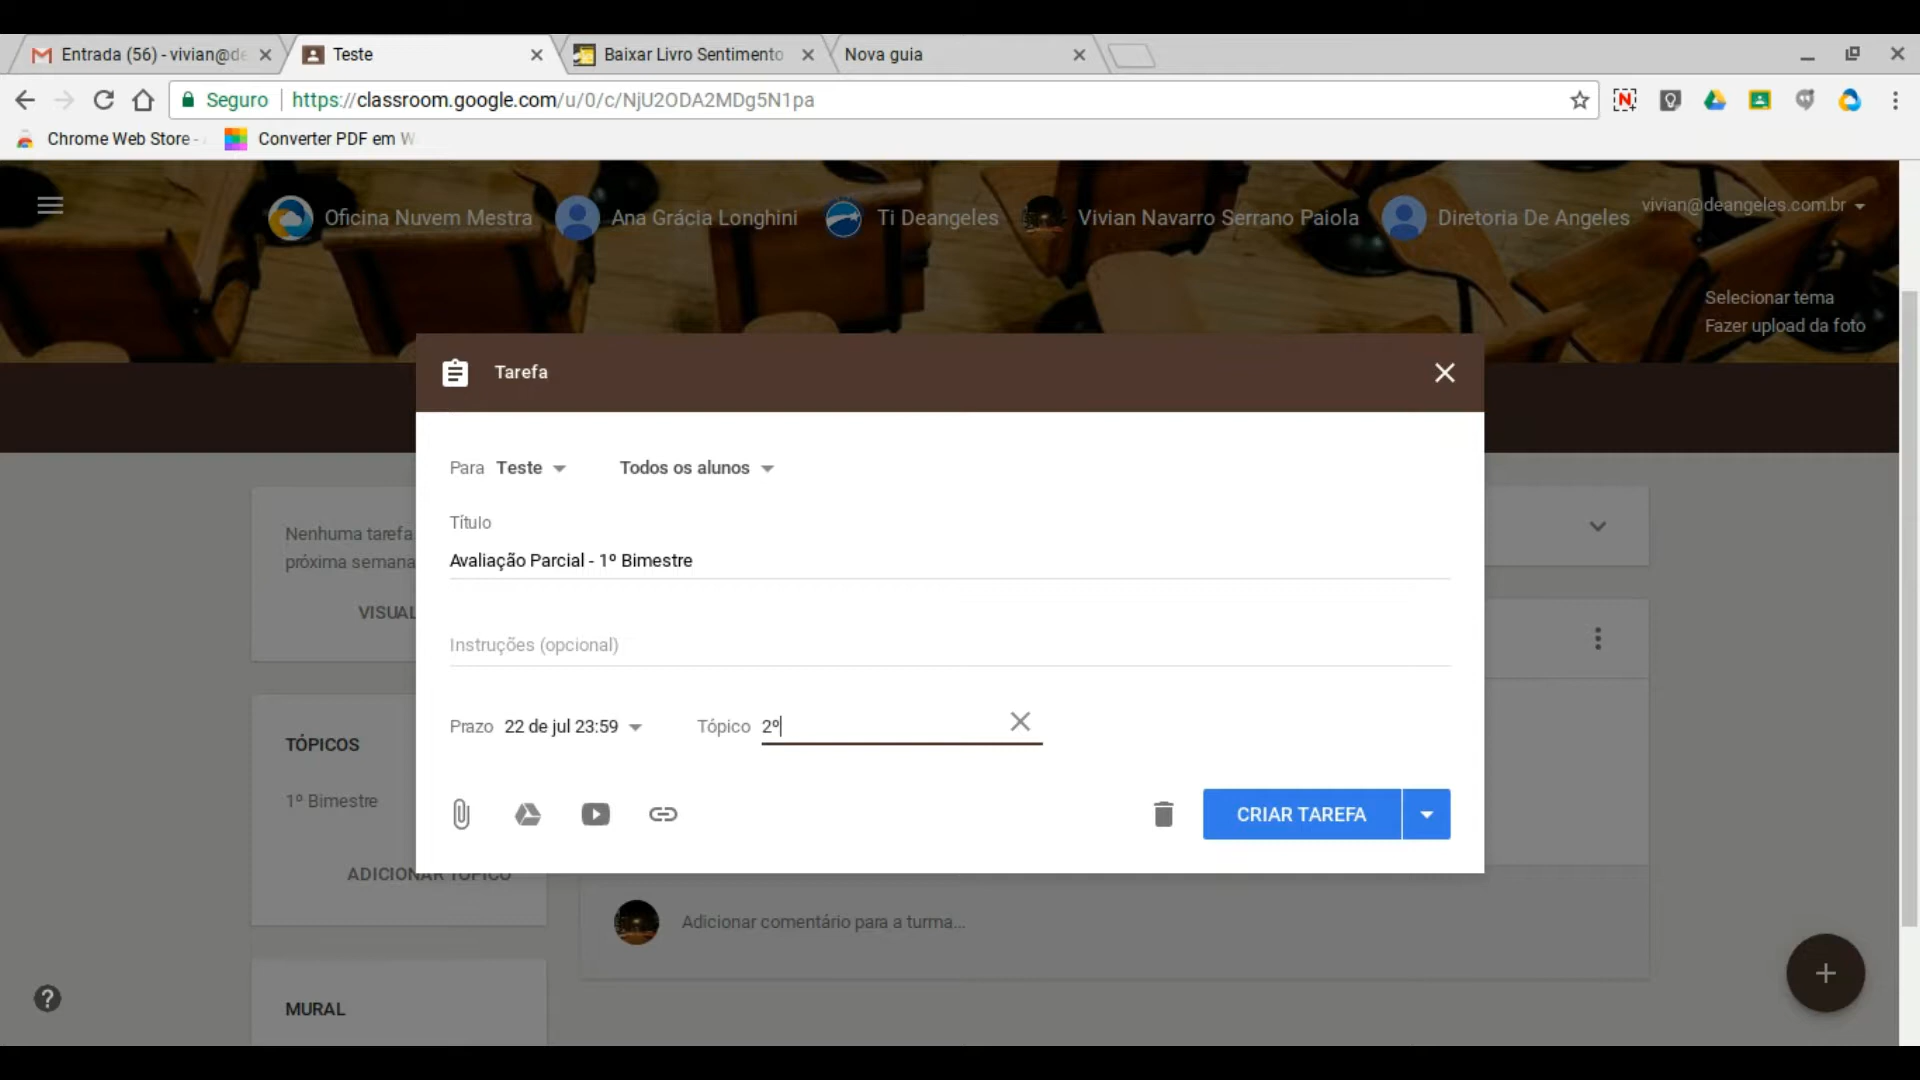 Entrada (56) - vivian@de
Teste
Baixar Livro Sentimento
Nova guia
Seguro
https://classroom.google.com/u/0/c/NjU2ODA2MDg5N1pa
Chrome Web Store -
Converter PDF em W
Oficina Nuvem Mestra
Ana Grácia Longhini
Ti Deangeles
Vivian Navarro Serrano Paiola
Diretoria De Angeles
vivian@deangeles.com.br
Selecionar tema
Fazer upload da foto
Tarefa
Para Teste
Todos os alunos
Título
Avaliação Parcial - 1º Bimestre
Instruções (opcional)
Prazo 22 de jul 23:59
Tópico 2º
CRIAR TAREFA
Nenhuma tarefa
próxima semana
VISUAL
TÓPICOS
1º Bimestre
ADICIONAR TÓPICO
Adicionar comentário para a turma...
MURAL